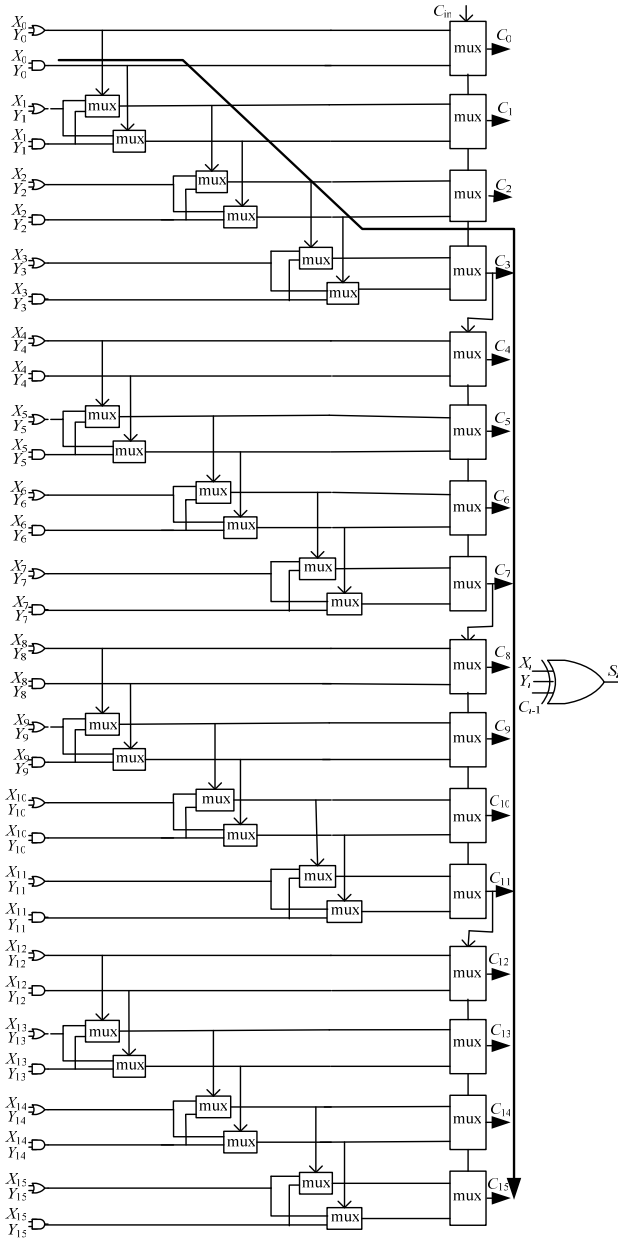 C_in
X_0
Y_0
mux C_0
X_0
Y_0
X_1
Y_1
mux mux C_1
X_1
Y_1
mux
X_2
Y_2
mux mux C_2
X_2
Y_2
mux
X_3
Y_3
mux mux C_3
X_3
Y_3
mux
X_4
Y_4
mux C_4
X_4
Y_4
X_5
Y_5
mux mux C_5
X_5
Y_5
mux
X_6
Y_6
mux mux C_6
X_6
Y_6
mux
X_7
Y_7
mux mux C_7
X_7
Y_7
mux
X_8
Y_8
mux C_8
X_8
Y_8
X_i
Y_i
C_i-1
S_i
X_9
Y_9
mux mux C_9
X_9
Y_9
mux
X_10
Y_10
mux mux C_10
X_10
Y_10
mux
X_11
Y_11
mux mux C_11
X_11
Y_11
mux
X_12
Y_12
mux C_12
X_12
Y_12
X_13
Y_13
mux mux C_13
X_13
Y_13
mux
X_14
Y_14
mux mux C_14
X_14
Y_14
mux
X_15
Y_15
mux mux C_15
X_15
Y_15
mux